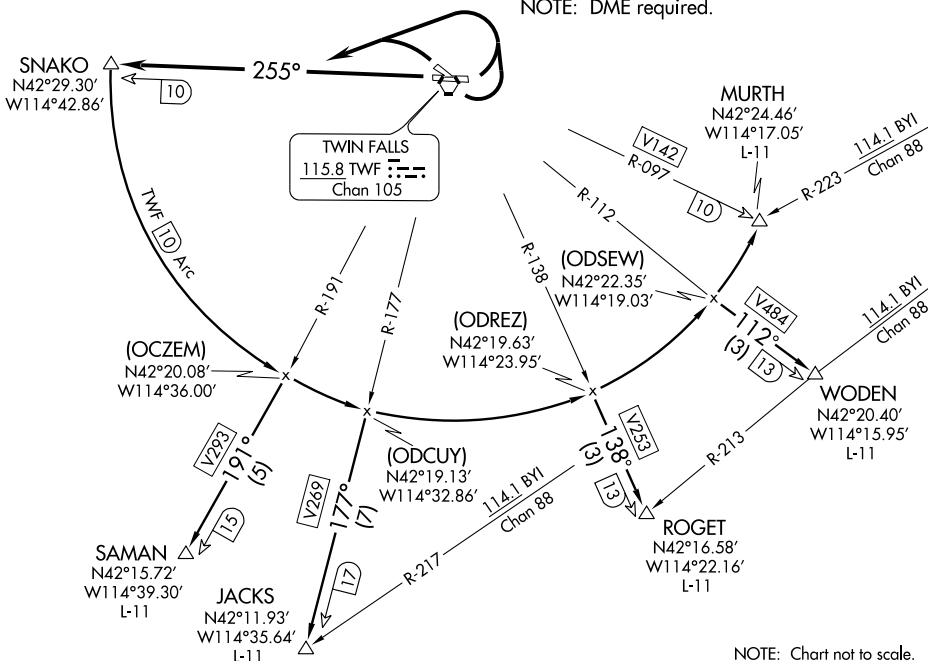 NOTE: DME required.
SNAKO
N42°29.30′
W114°42.86′
10
255°
TWIN FALLS
115.8 TWF
Chan 105
MURTH
N42°24.46′
W114°17.05′
L-11
V142
R-097
10
114.1 BYI
Chan 88
R-223
TWF 10 Arc
R-191
R-177
R-138
R-112
(ODSEW)
N42°22.35′
W114°19.03′
(ODREZ)
N42°19.63′
W114°23.95′
(OCZEM)
N42°20.08′
W114°36.00′
V484
112°
(3)
13
114.1 BYI
Chan 88
WODEN
N42°20.40′
W114°15.95′
L-11
R-213
V293
191°
(5)
15
V269
177°
(7)
17
(ODCUY)
N42°19.13′
W114°32.86′
V253
138°
(3)
13
114.1 BYI
Chan 88
R-217
ROGET
N42°16.58′
W114°22.16′
L-11
SAMAN
N42°15.72′
W114°39.30′
L-11
JACKS
N42°11.93′
W114°35.64′
L-11
NOTE: Chart not to scale.